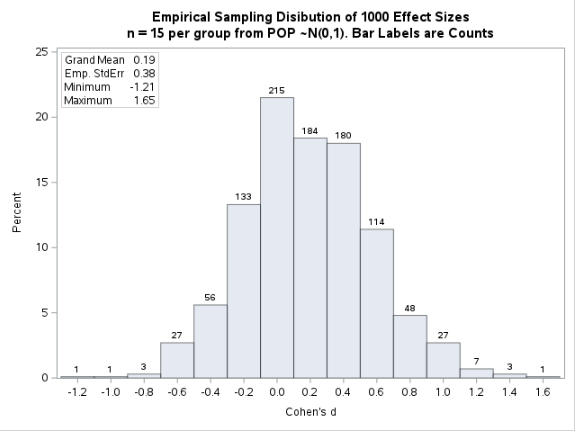 Empirical Sampling Disibution of 1000 Effect Sizes
n = 15 per group from POP ~N(0,1). Bar Labels are Counts
Grand Mean 0.19
Emp. StdErr 0.38
Minimum -1.21
Maximum 1.65
25
20
15
10
5
0
Percent
1 1 3 27 56 133 215 184 180 114 48 27 7 3 1
-1.2 -1.0 -0.8 -0.6 -0.4 -0.2 0.0 0.2 0.4 0.6 0.8 1.0 1.2 1.4 1.6
Cohen's d